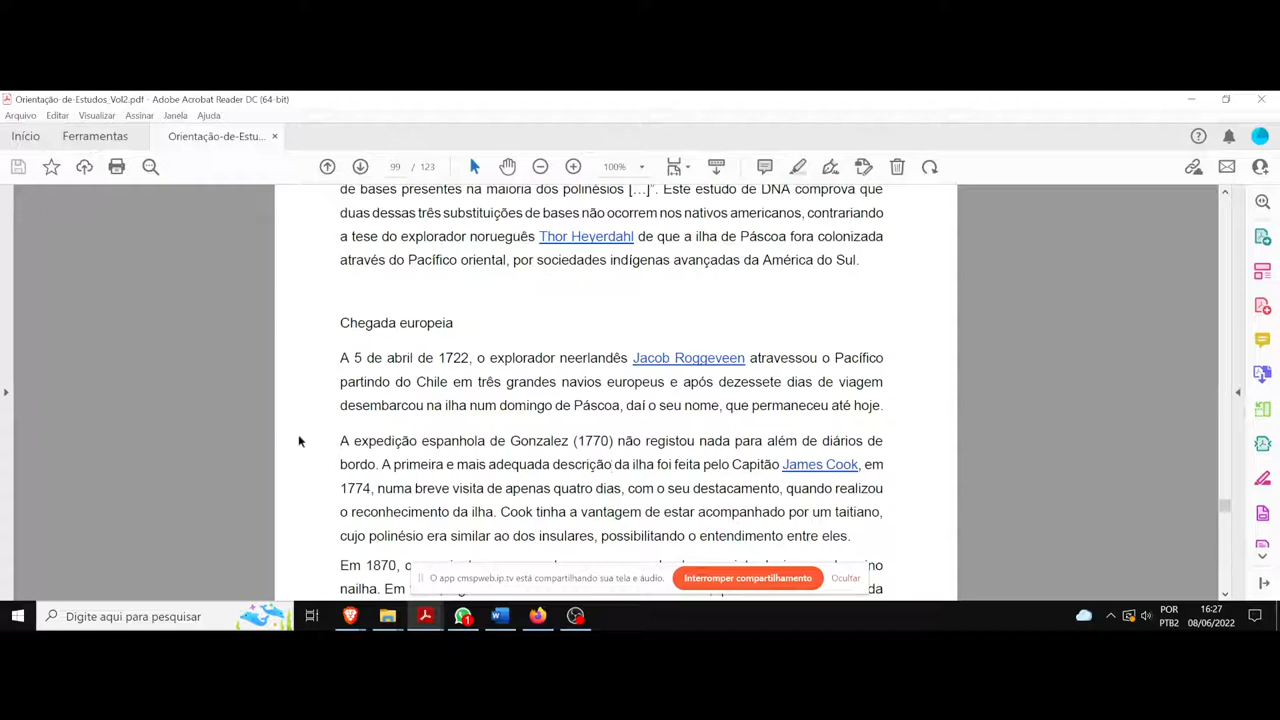 Orientação-de-Estudos_Vol2.pdf - Adobe Acrobat Reader DC (64-bit)
Arquivo Editar Visualizar Assinar Janela Ajuda
Início Ferramentas Orientação-de-Estu... ×
99 / 123 100%
de bases presentes na maioria dos polinésios [...]”. Este estudo de DNA comprova que
duas dessas três substituições de bases não ocorrem nos nativos americanos, contrariando
a tese do explorador norueguês Thor Heyerdahl de que a ilha de Páscoa fora colonizada
através do Pacífico oriental, por sociedades indígenas avançadas da América do Sul.
Chegada europeia
A 5 de abril de 1722, o explorador neerlandês Jacob Roggeveen atravessou o Pacífico
partindo do Chile em três grandes navios europeus e após dezessete dias de viagem
desembarcou na ilha num domingo de Páscoa, daí o seu nome, que permaneceu até hoje.
A expedição espanhola de Gonzalez (1770) não registou nada para além de diários de
bordo. A primeira e mais adequada descrição da ilha foi feita pelo Capitão James Cook, em
1774, numa breve visita de apenas quatro dias, com o seu destacamento, quando realizou
o reconhecimento da ilha. Cook tinha a vantagem de estar acompanhado por um taitiano,
cujo polinésio era similar ao dos insulares, possibilitando o entendimento entre eles.
Em 1870, o
nailha. Em
O app cmspweb.ip.tv está compartilhando sua tela e áudio. Interromper compartilhamento Ocultar
Digite aqui para pesquisar
1
POR 16:27
PTB2 08/06/2022